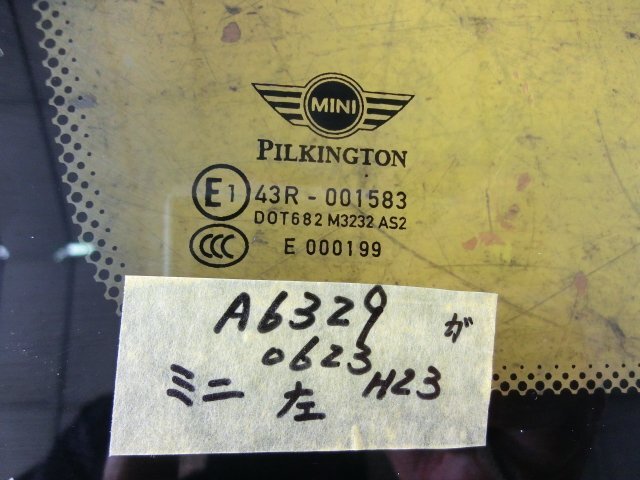 MINI
PILKINGTON
E1 43R - 001583
DOT682 M3232 AS2
CCC E 000199
A6329 ガ
0623
ミニ 左 H23